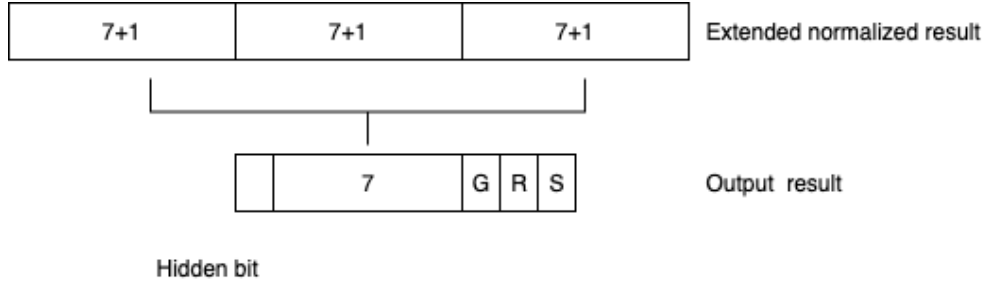 7+1 7+1 7+1 Extended normalized result
7 G R S Output result
Hidden bit